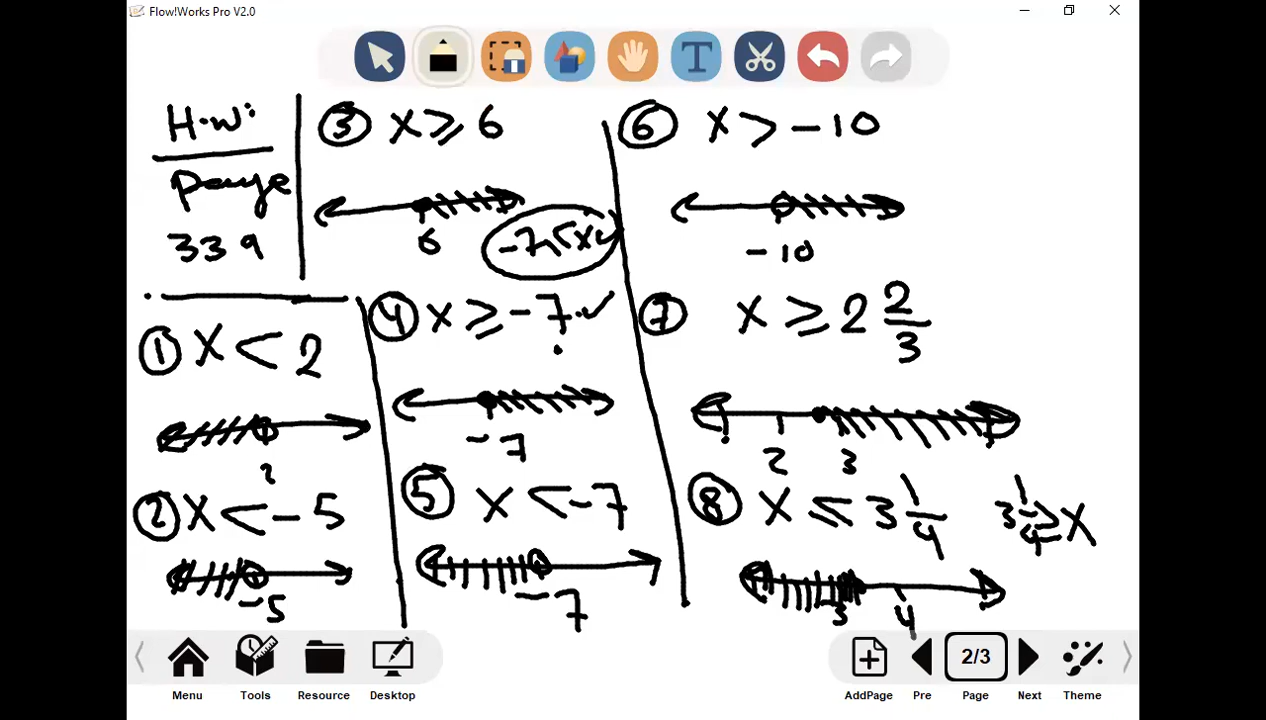 Flow!Works Pro V2.0
H.W:
Page
339
① X < 2
2
② X < -5
-5
③ X ≥ 6
6
-7 ≤ X
④ X ≥ -7
-7
⑤ X < -7
-7
⑥ X > -10
-10
⑦ X ≥ 2 2/3
2 3
⑧ X ≤ 3 1/4 3 1/4 ≥ X
3 4
Menu Tools Resource Desktop
2/3
AddPage Pre Page Next Theme